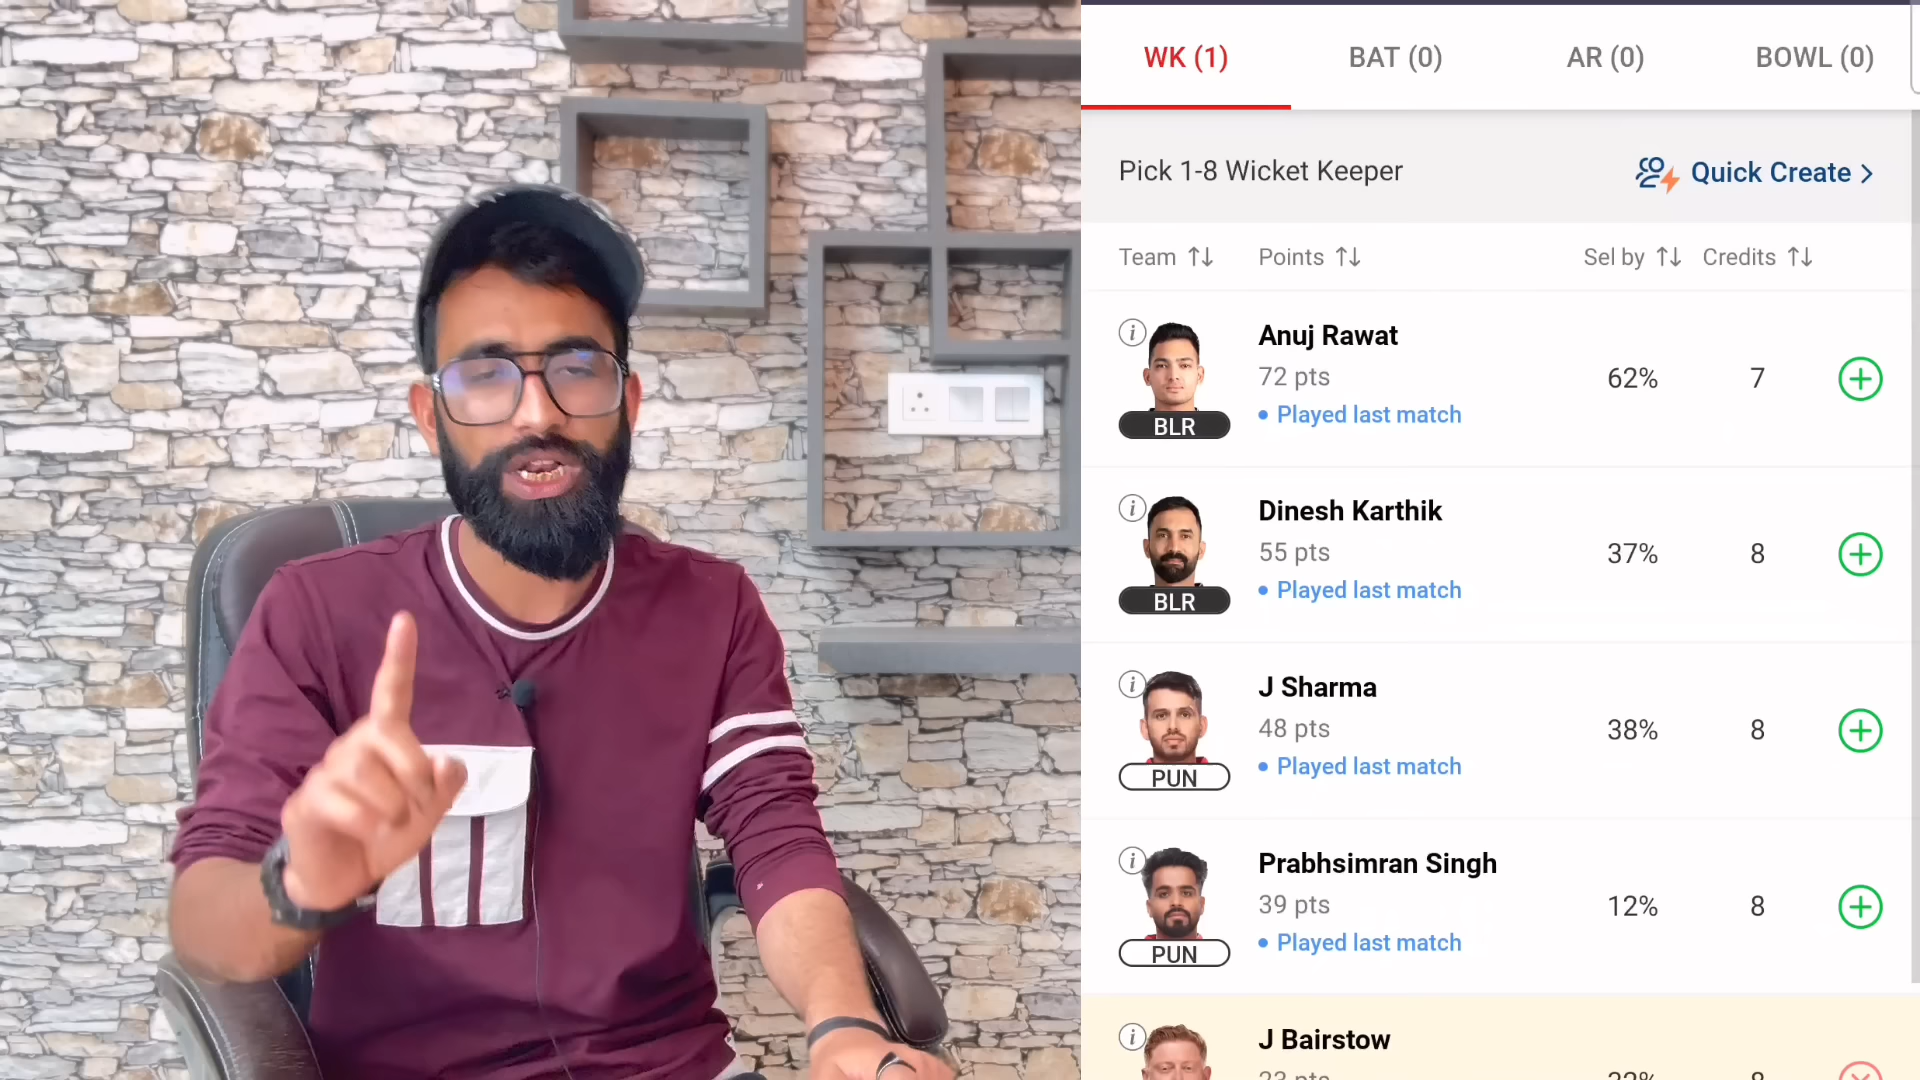 WK (1) BAT (0) AR (0) BOWL (0)
Pick 1-8 Wicket Keeper Quick Create >
Team Points Sel by Credits
i Anuj Rawat
72 pts 62% 7
Played last match
BLR
i Dinesh Karthik
55 pts 37% 8
Played last match
BLR
i J Sharma
48 pts 38% 8
Played last match
PUN
i Prabhsimran Singh
39 pts 12% 8
Played last match
PUN
i J Bairstow